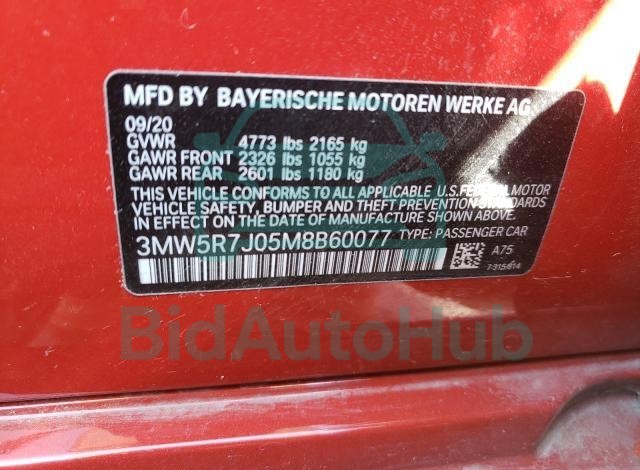 MFD BY BAYERISCHE MOTOREN WERKE AG
09/20
GVWR 4773 lbs 2165 kg
GAWR FRONT 2326 lbs 1055 kg
GAWR REAR 2601 lbs 1180 kg
THIS VEHICLE CONFORMS TO ALL APPLICABLE U.S. FEDERAL MOTOR
VEHICLE SAFETY, BUMPER AND THEFT PREVENTION STANDARDS
IN EFFECT ON THE DATE OF MANUFACTURE SHOWN ABOVE.
3MW5R7J05M8B60077 TYPE: PASSENGER CAR
A75
7315614
BidAutoHub